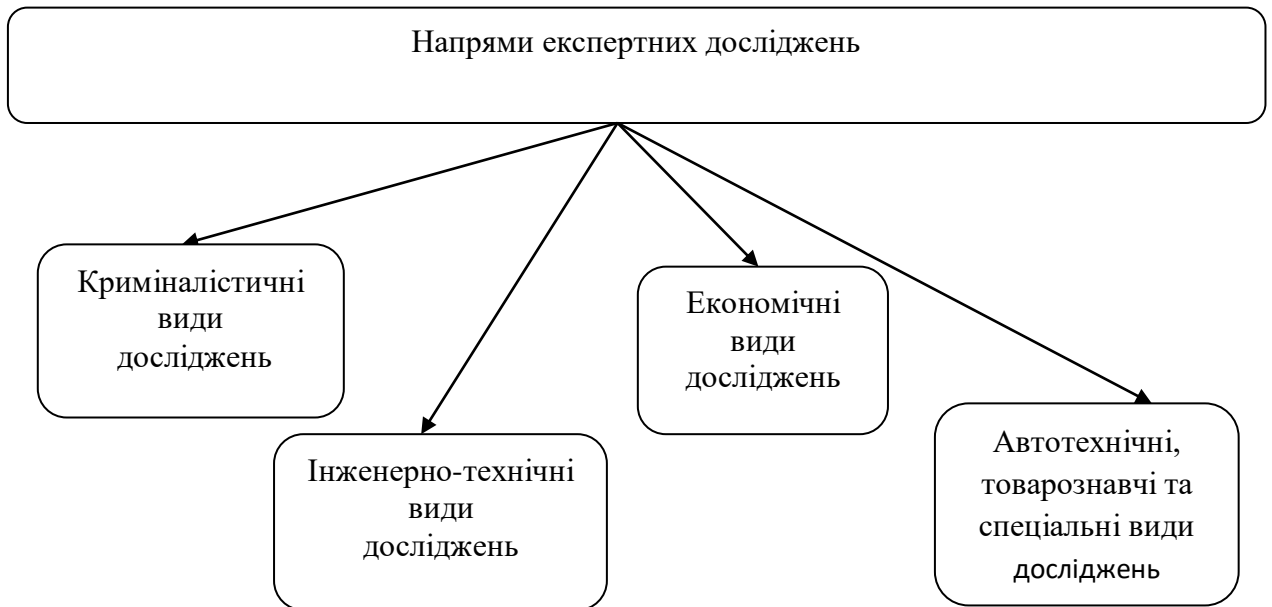 Напрями експертних досліджень
Криміналістичні
види
досліджень
Інженерно-технічні
види
досліджень
Економічні
види
досліджень
Автотехнічні,
товарознавчі та
спеціальні види
досліджень